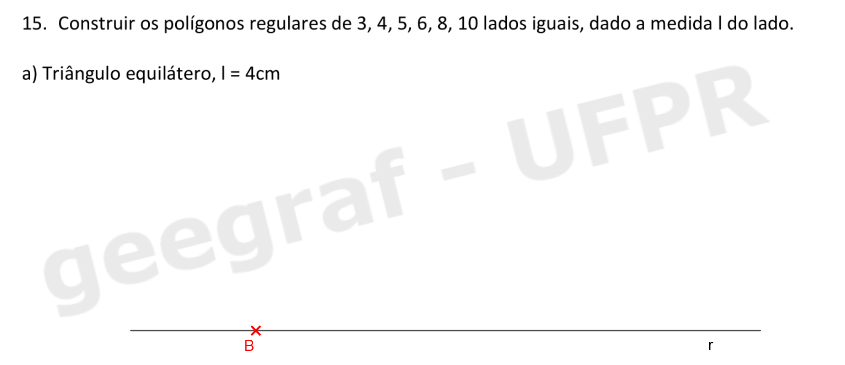 15. Construir os polígonos regulares de 3, 4, 5, 6, 8, 10 lados iguais, dado a medida l do lado.
a) Triângulo equilátero, l = 4cm
geegraf - UFPR
B
r